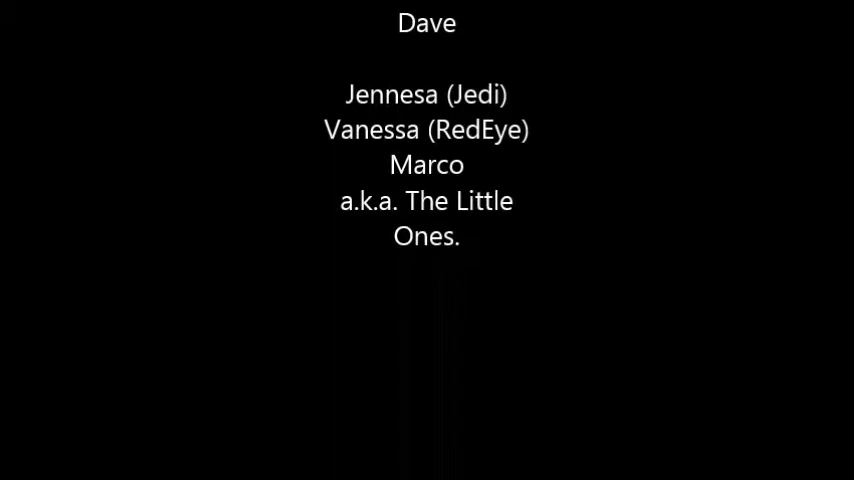 Dave
Jennesa (Jedi)
Vanessa (RedEye)
Marco
a.k.a. The Little
Ones.